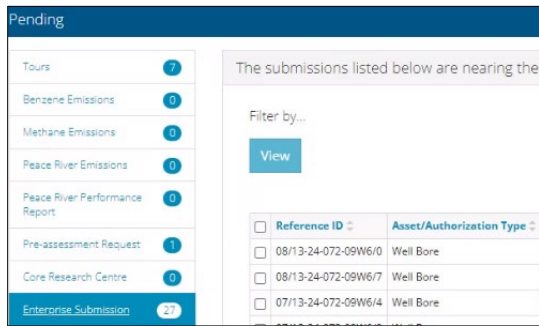 Pending
Tours 7
Benzene Emissions 0
Methane Emissions 0
Peace River Emissions 0
Peace River Performance 0
Report
Pre-assessment Request 1
Core Research Centre 0
Enterprise Submission 27
The submissions listed below are nearing the
Filter by...
View
Reference ID Asset/Authorization Type
08/13-24-072-09W6/0 Well Bore
08/13-24-072-09W6/7 Well Bore
07/13-24-072-09W6/4 Well Bore